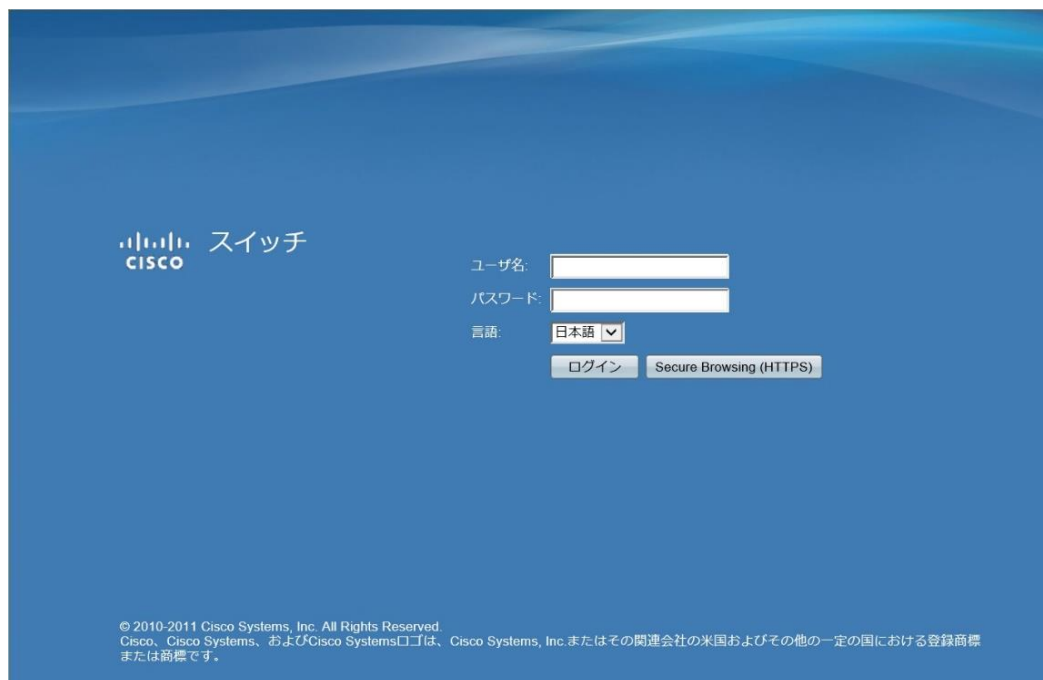 CISCO
スイッチ
ユーザ名:
パスワード:
言語: 日本語
ログイン Secure Browsing (HTTPS)
© 2010-2011 Cisco Systems, Inc. All Rights Reserved.
Cisco、Cisco Systems、およびCisco Systemsロゴは、Cisco Systems, Inc.またはその関連会社の米国およびその他の一定の国における登録商標
または商標です。